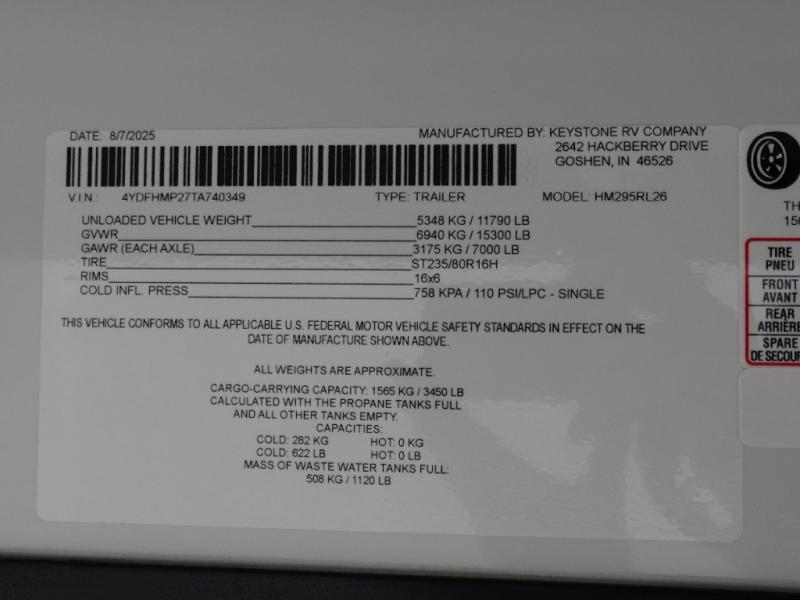 DATE: 8/7/2025
MANUFACTURED BY: KEYSTONE RV COMPANY
2642 HACKBERRY DRIVE
GOSHEN, IN 46526
V.I.N.: 4YDFHMP27TA740349 TYPE: TRAILER MODEL: HM295RL26
UNLOADED VEHICLE WEIGHT 5348 KG / 11790 LB
GVWR 6940 KG / 15300 LB
GAWR (EACH AXLE) 3175 KG / 7000 LB
TIRE ST235/80R16H
RIMS 16x6
COLD INFL. PRESS 758 KPA / 110 PSI/LPC - SINGLE
THIS VEHICLE CONFORMS TO ALL APPLICABLE U.S. FEDERAL MOTOR VEHICLE SAFETY STANDARDS IN EFFECT ON THE
DATE OF MANUFACTURE SHOWN ABOVE.
ALL WEIGHTS ARE APPROXIMATE.
CARGO-CARRYING CAPACITY: 1565 KG / 3450 LB
CALCULATED WITH THE PROPANE TANKS FULL
AND ALL OTHER TANKS EMPTY.
CAPACITIES:
COLD: 282 KG HOT: 0 KG
COLD: 622 LB HOT: 0 LB
MASS OF WASTE WATER TANKS FULL:
508 KG / 1120 LB
TIRE
PNEU
FRONT
AVANT
REAR
ARRIÈRE
SPARE